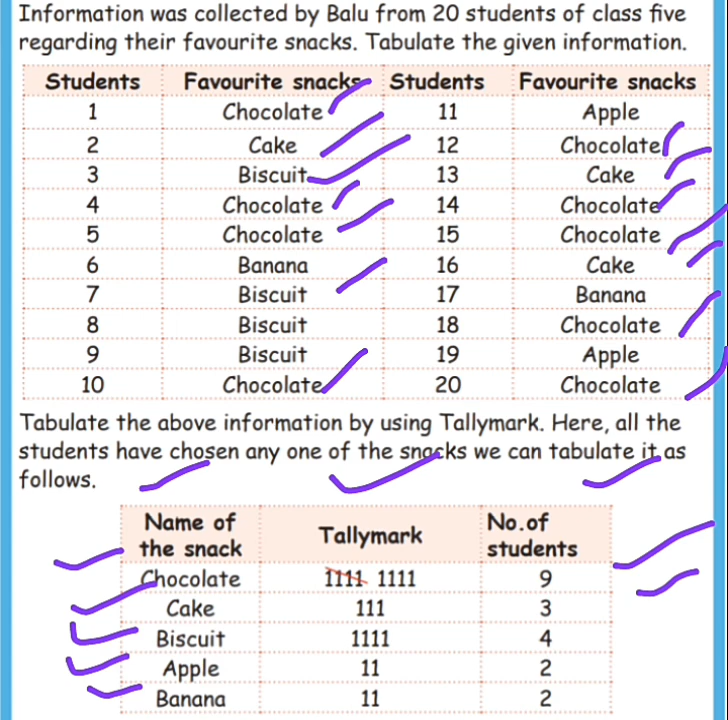 Information was collected by Balu from 20 students of class five
regarding their favourite snacks. Tabulate the given information.
Students Favourite snacks Students Favourite snacks
1 Chocolate 11 Apple
2 Cake 12 Chocolate
3 Biscuit 13 Cake
4 Chocolate 14 Chocolate
5 Chocolate 15 Chocolate
6 Banana 16 Cake
7 Biscuit 17 Banana
8 Biscuit 18 Chocolate
9 Biscuit 19 Apple
10 Chocolate 20 Chocolate
Tabulate the above information by using Tallymark. Here, all the
students have chosen any one of the snacks we can tabulate it as
follows.
Name of
the snack Tallymark No.of
students
Chocolate 1111 1111 9
Cake 111 3
Biscuit 1111 4
Apple 11 2
Banana 11 2